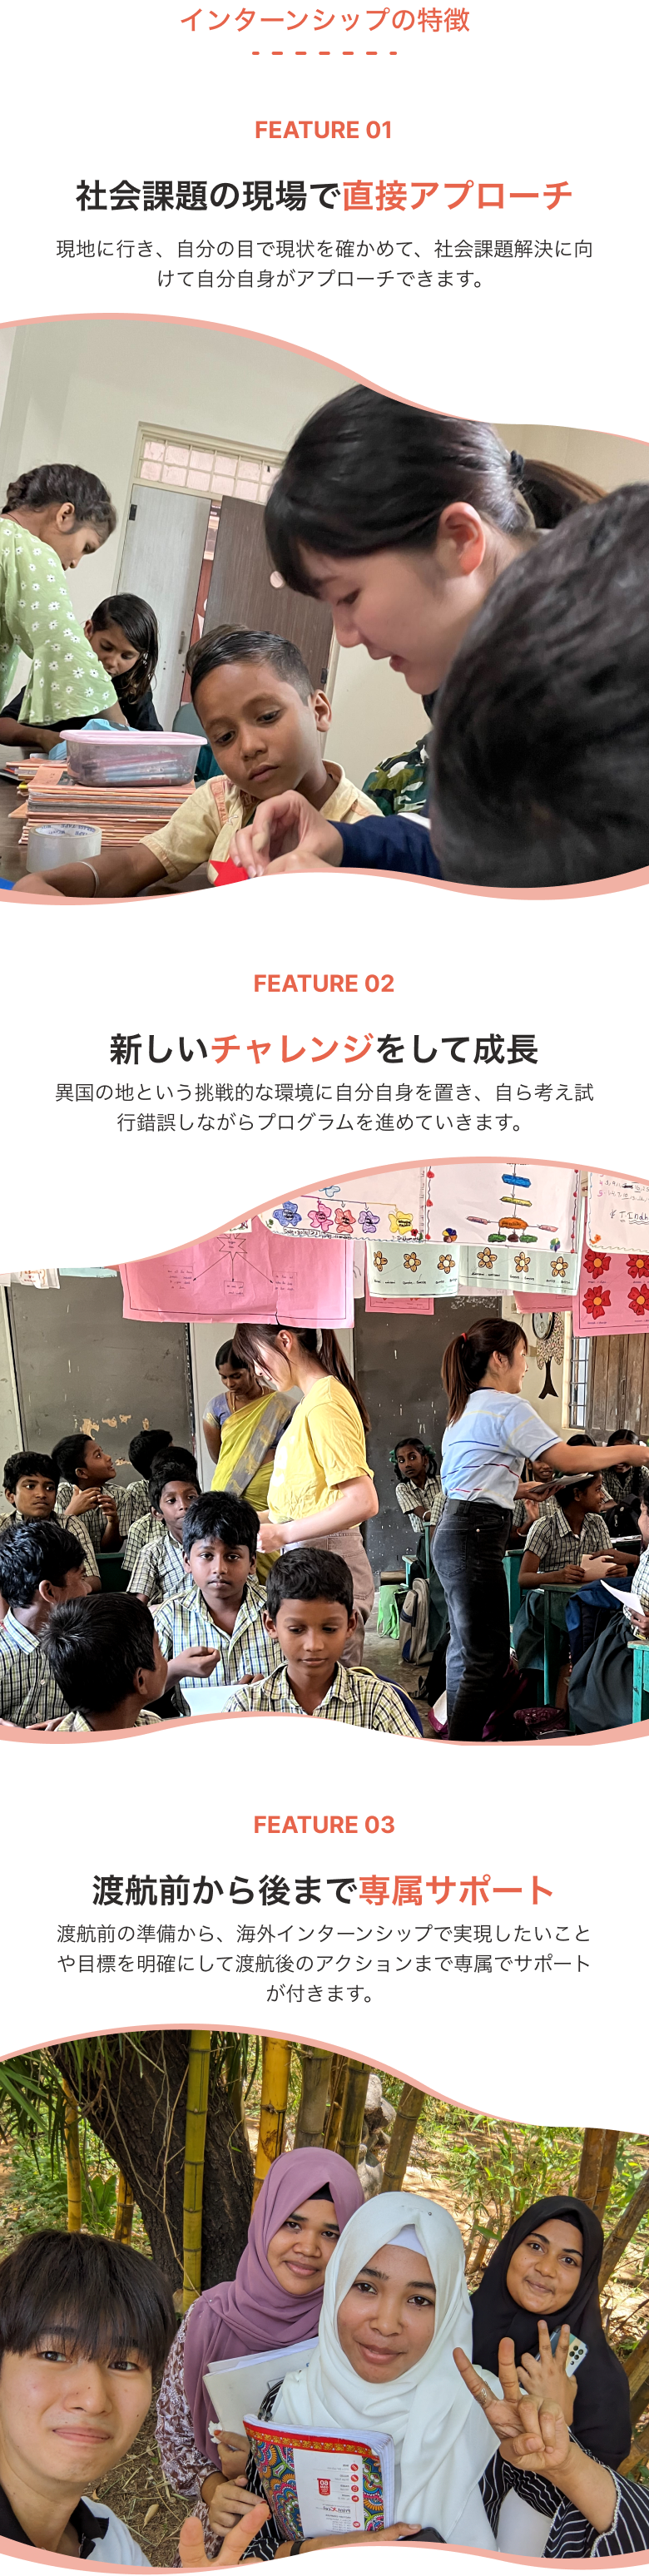 インターンシップの特徴
FEATURE 01
社会課題の現場で直接アプローチ
現地に行き、自分の目で現状を確かめて、社会課題解決に向
けて自分自身がアプローチできます。
FEATURE 02
新しいチャレンジをして成長
異国の地という挑戦的な環境に自分自身を置き、自ら考え試
行錯誤しながらプログラムを進めていきます。
FEATURE 03
渡航前から後まで専属サポート
渡航前の準備から、海外インターンシップで実現したいこと
や目標を明確にして渡航後のアクションまで専属でサポート
が付きます。